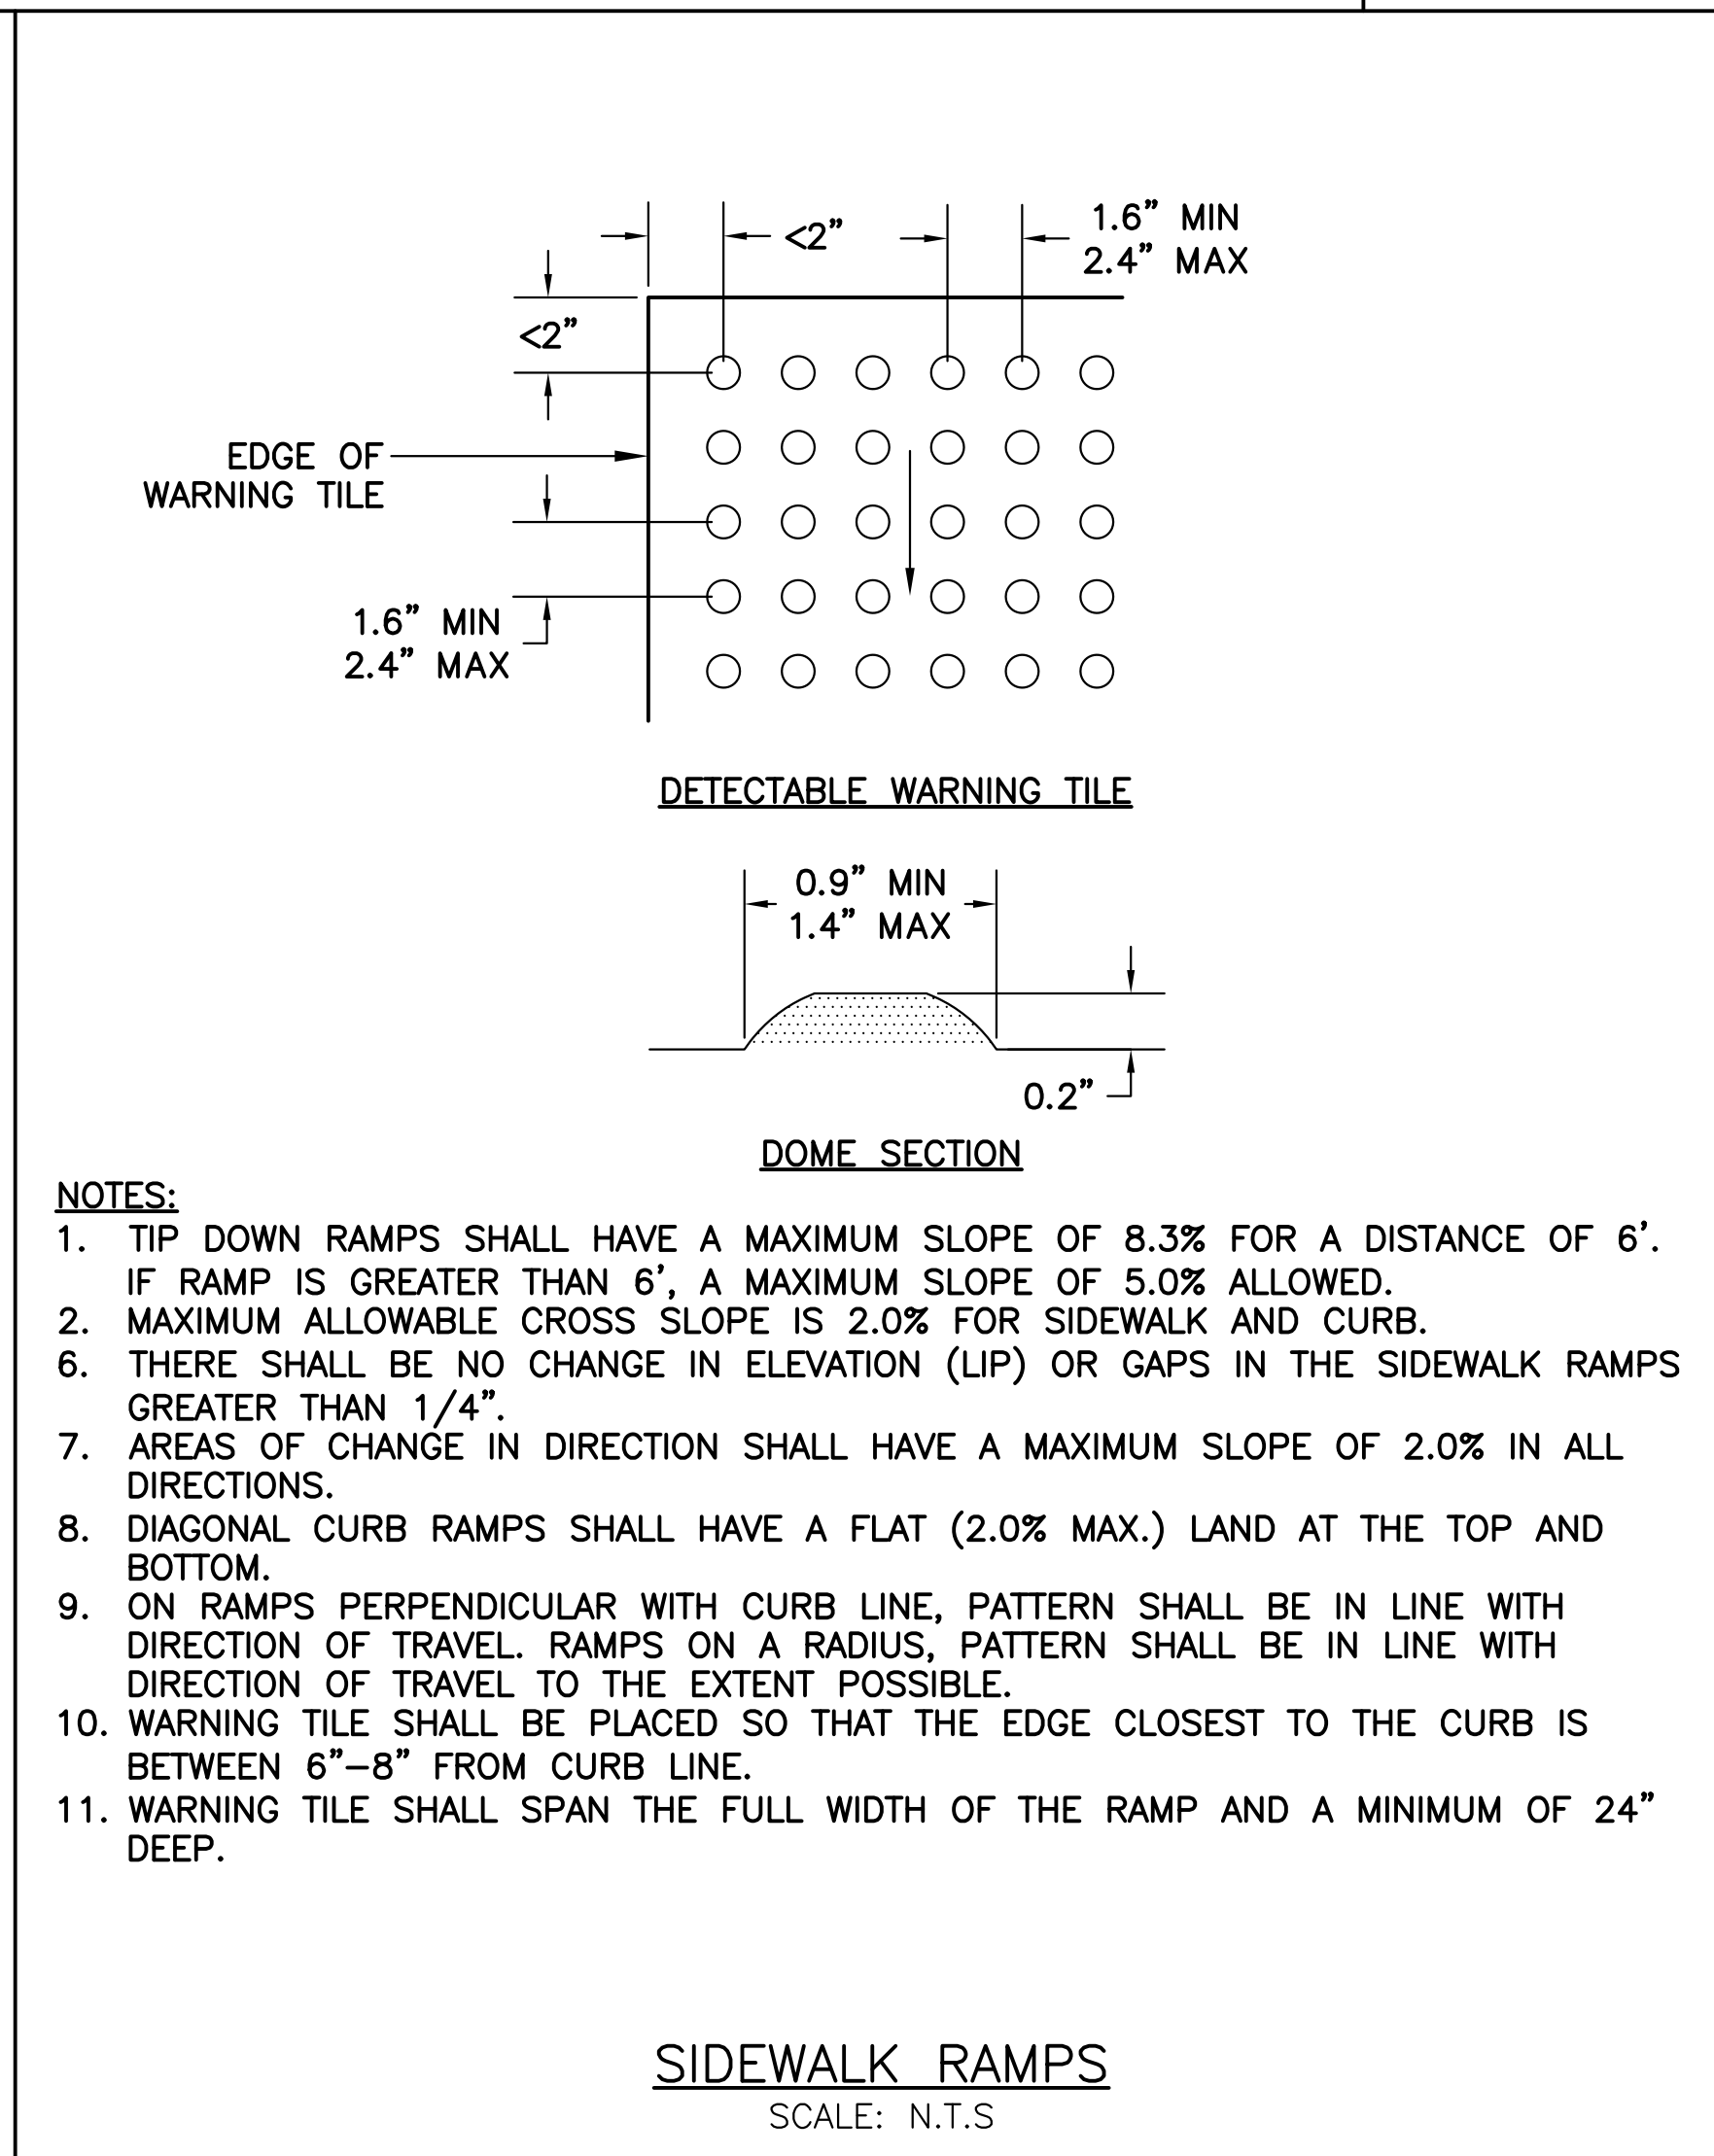 <2"
1.6" MIN
2.4" MAX
<2"
EDGE OF
WARNING TILE
1.6" MIN
2.4" MAX
DETECTABLE WARNING TILE
0.9" MIN
1.4" MAX
0.2"
DOME SECTION
NOTES:
1. TIP DOWN RAMPS SHALL HAVE A MAXIMUM SLOPE OF 8.3% FOR A DISTANCE OF 6'.
IF RAMP IS GREATER THAN 6', A MAXIMUM SLOPE OF 5.0% ALLOWED.
2. MAXIMUM ALLOWABLE CROSS SLOPE IS 2.0% FOR SIDEWALK AND CURB.
6. THERE SHALL BE NO CHANGE IN ELEVATION (LIP) OR GAPS IN THE SIDEWALK RAMPS
GREATER THAN 1/4".
7. AREAS OF CHANGE IN DIRECTION SHALL HAVE A MAXIMUM SLOPE OF 2.0% IN ALL
DIRECTIONS.
8. DIAGONAL CURB RAMPS SHALL HAVE A FLAT (2.0% MAX.) LAND AT THE TOP AND
BOTTOM.
9. ON RAMPS PERPENDICULAR WITH CURB LINE, PATTERN SHALL BE IN LINE WITH
DIRECTION OF TRAVEL. RAMPS ON A RADIUS, PATTERN SHALL BE IN LINE WITH
DIRECTION OF TRAVEL TO THE EXTENT POSSIBLE.
10. WARNING TILE SHALL BE PLACED SO THAT THE EDGE CLOSEST TO THE CURB IS
BETWEEN 6"-8" FROM CURB LINE.
11. WARNING TILE SHALL SPAN THE FULL WIDTH OF THE RAMP AND A MINIMUM OF 24"
DEEP.
SIDEWALK RAMPS
SCALE: N.T.S